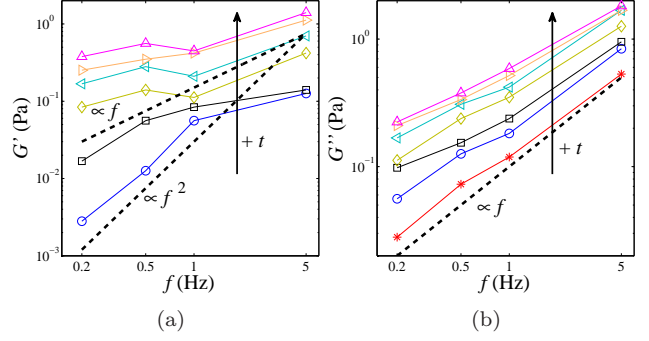 10^0
10^-1
10^-2
10^-3
G' (Pa)
∝ f
∝ f^2
+ t
0.2 0.5 1 5
f (Hz)
(a)
10^0
10^-1
G'' (Pa)
∝ f
+ t
0.2 0.5 1 5
f (Hz)
(b)